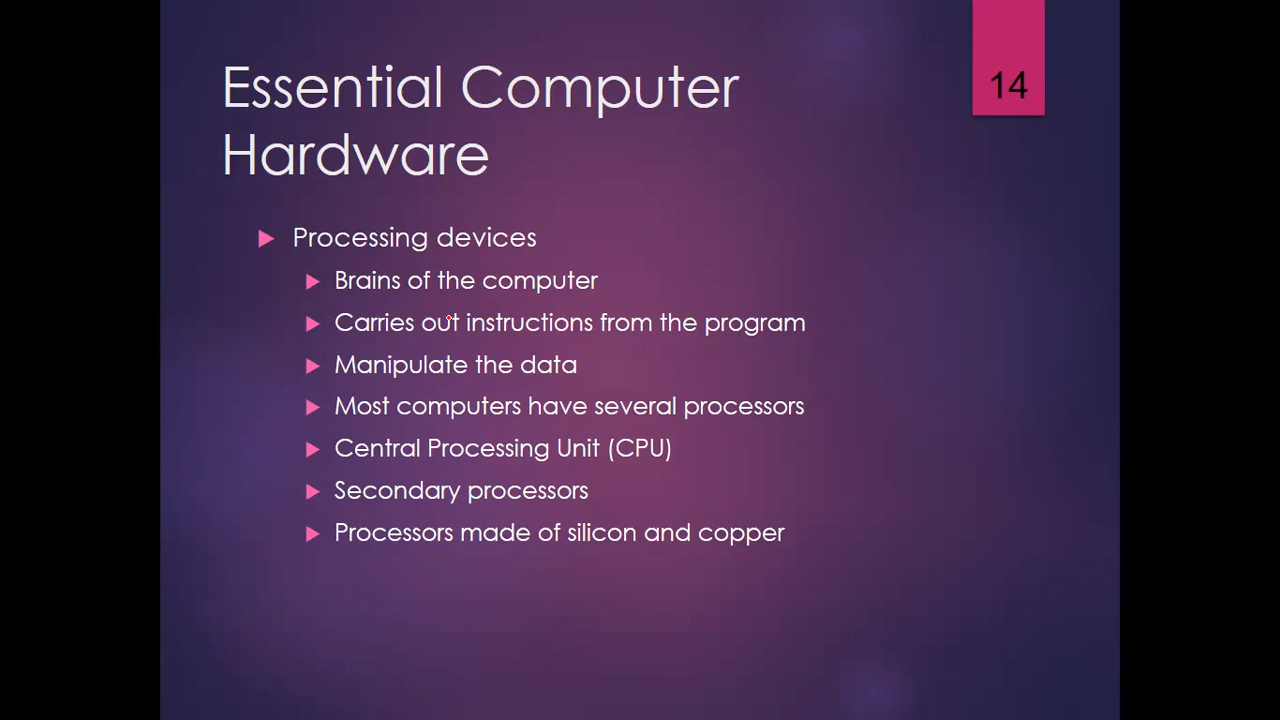 Essential Computer
Hardware
14
Processing devices
Brains of the computer
Carries out instructions from the program
Manipulate the data
Most computers have several processors
Central Processing Unit (CPU)
Secondary processors
Processors made of silicon and copper